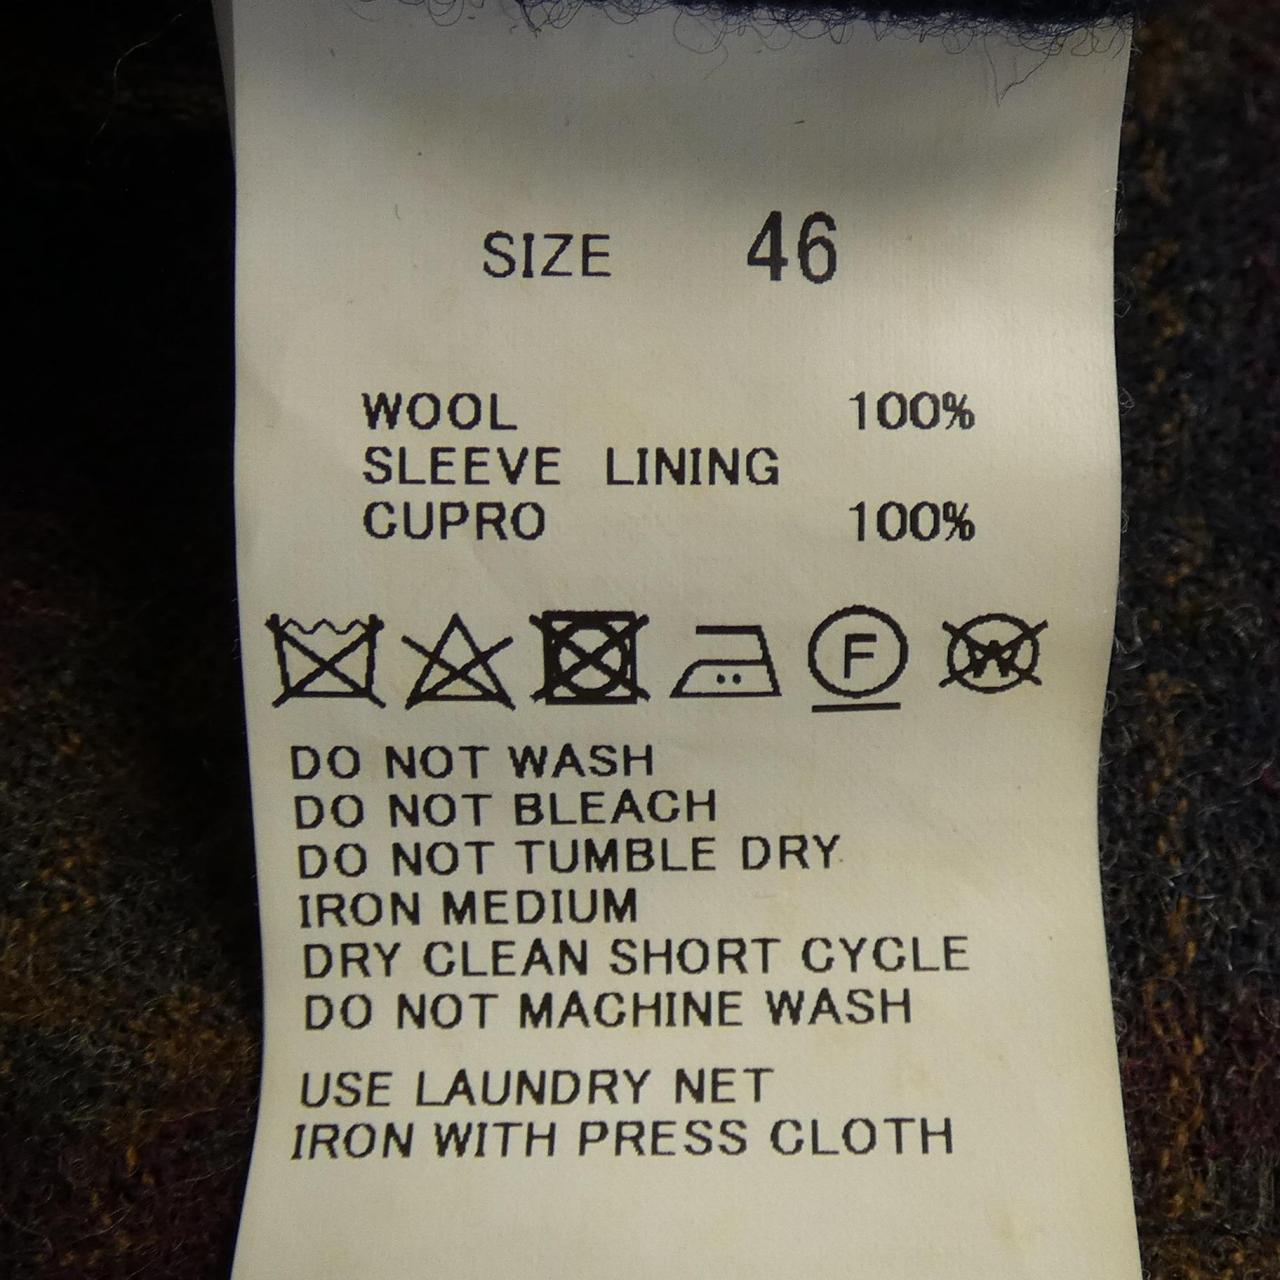 SIZE 46
WOOL 100%
SLEEVE LINING
CUPRO 100%
F W
DO NOT WASH
DO NOT BLEACH
DO NOT TUMBLE DRY
IRON MEDIUM
DRY CLEAN SHORT CYCLE
DO NOT MACHINE WASH
USE LAUNDRY NET
IRON WITH PRESS CLOTH